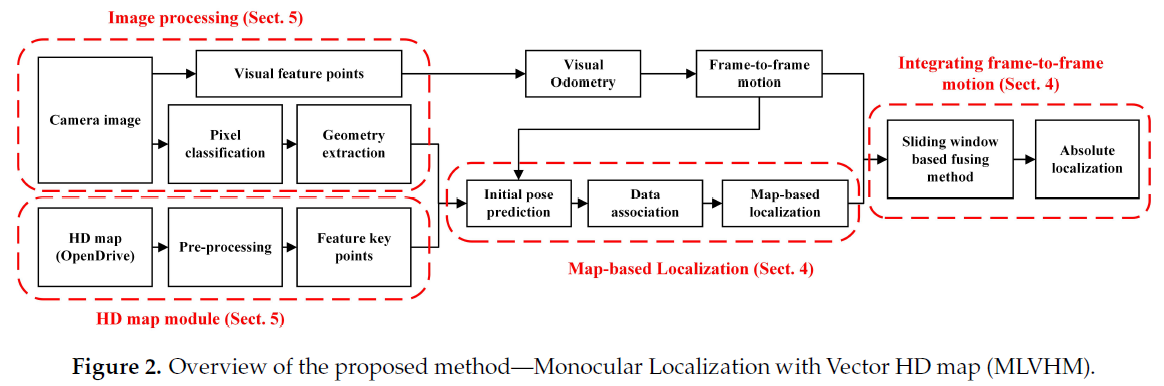 Image processing (Sect. 5)
Camera image
Visual feature points
Pixel
classification
Geometry
extraction
Visual
Odometry
Frame-to-frame
motion
Integrating frame-to-frame
motion (Sect. 4)
Sliding window
based fusing
method
Absolute
localization
HD map
(OpenDrive)
Pre-processing
Feature key
points
HD map module (Sect. 5)
Initial pose
prediction
Data
association
Map-based
localization
Map-based Localization (Sect. 4)
Figure 2. Overview of the proposed method—Monocular Localization with Vector HD map (MLVHM).